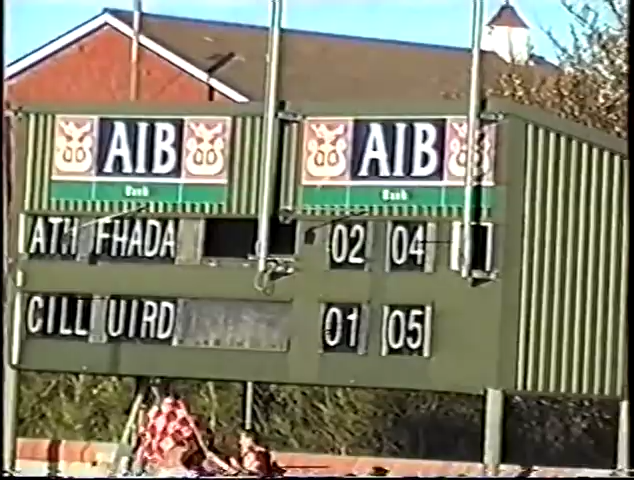 AIB AIB
Bank Bank
ATH FHADA 02 04
CILL UIRD 01 05